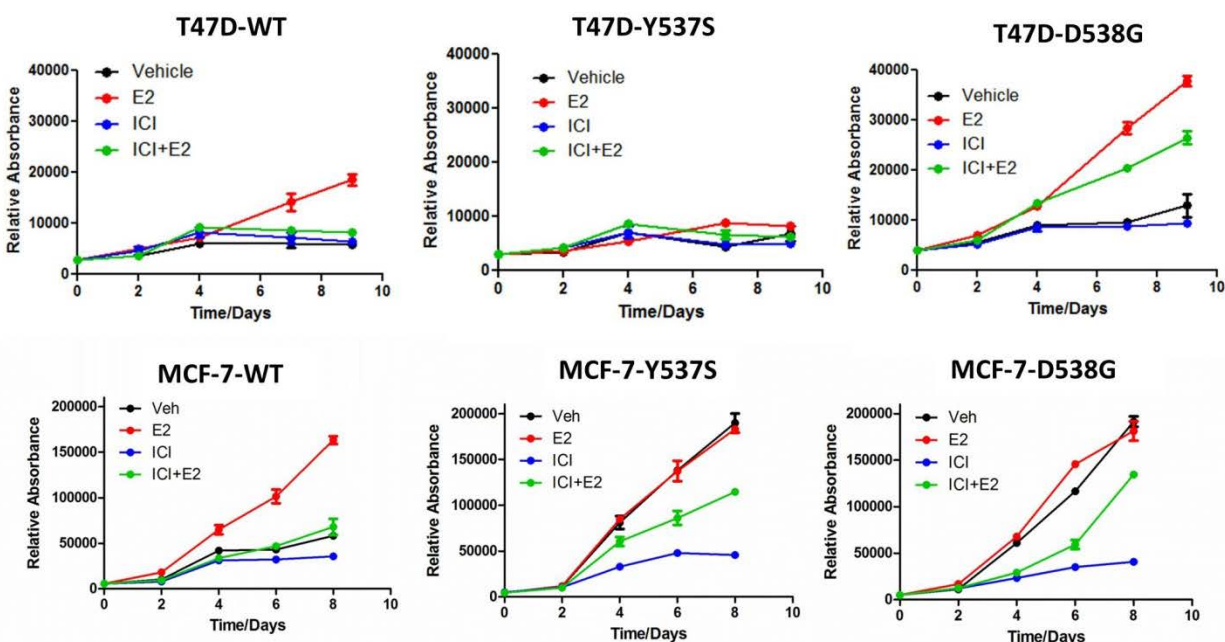 T47D-WT
40000
30000
20000
10000
0
Relative Absorbance
Vehicle
E2
ICI
ICI+E2
0 2 4 6 8 10
Time/Days
T47D-Y537S
40000
30000
20000
10000
0
Relative Absorbance
Vehicle
E2
ICI
ICI+E2
0 2 4 6 8 10
Time/Days
T47D-D538G
40000
30000
20000
10000
0
Relative Absorbance
Vehicle
E2
ICI
ICI+E2
0 2 4 6 8 10
Time/Days
MCF-7-WT
200000
150000
100000
50000
0
Relative Absorbance
Veh
E2
ICI
ICI+E2
0 2 4 6 8 10
Time/Days
MCF-7-Y537S
200000
150000
100000
50000
0
Relative Absorbance
Veh
E2
ICI
ICI+E2
0 2 4 6 8 10
Time/Days
MCF-7-D538G
200000
150000
100000
50000
0
Relative Absorbance
Veh
E2
ICI
ICI+E2
0 2 4 6 8 10
Time/Days